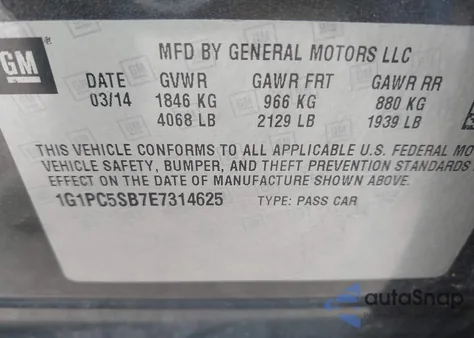 GM
MFD BY GENERAL MOTORS LLC
DATE GVWR GAWR FRT GAWR RR
03/14 1846 KG 966 KG 880 KG
4068 LB 2129 LB 1939 LB
THIS VEHICLE CONFORMS TO ALL APPLICABLE U.S. FEDERAL MO
VEHICLE SAFETY, BUMPER, AND THEFT PREVENTION STANDARDS
EFFECT ON THE DATE OF MANUFACTURE SHOWN ABOVE.
1G1PC5SB7E7314625 TYPE: PASS CAR
autoSnap